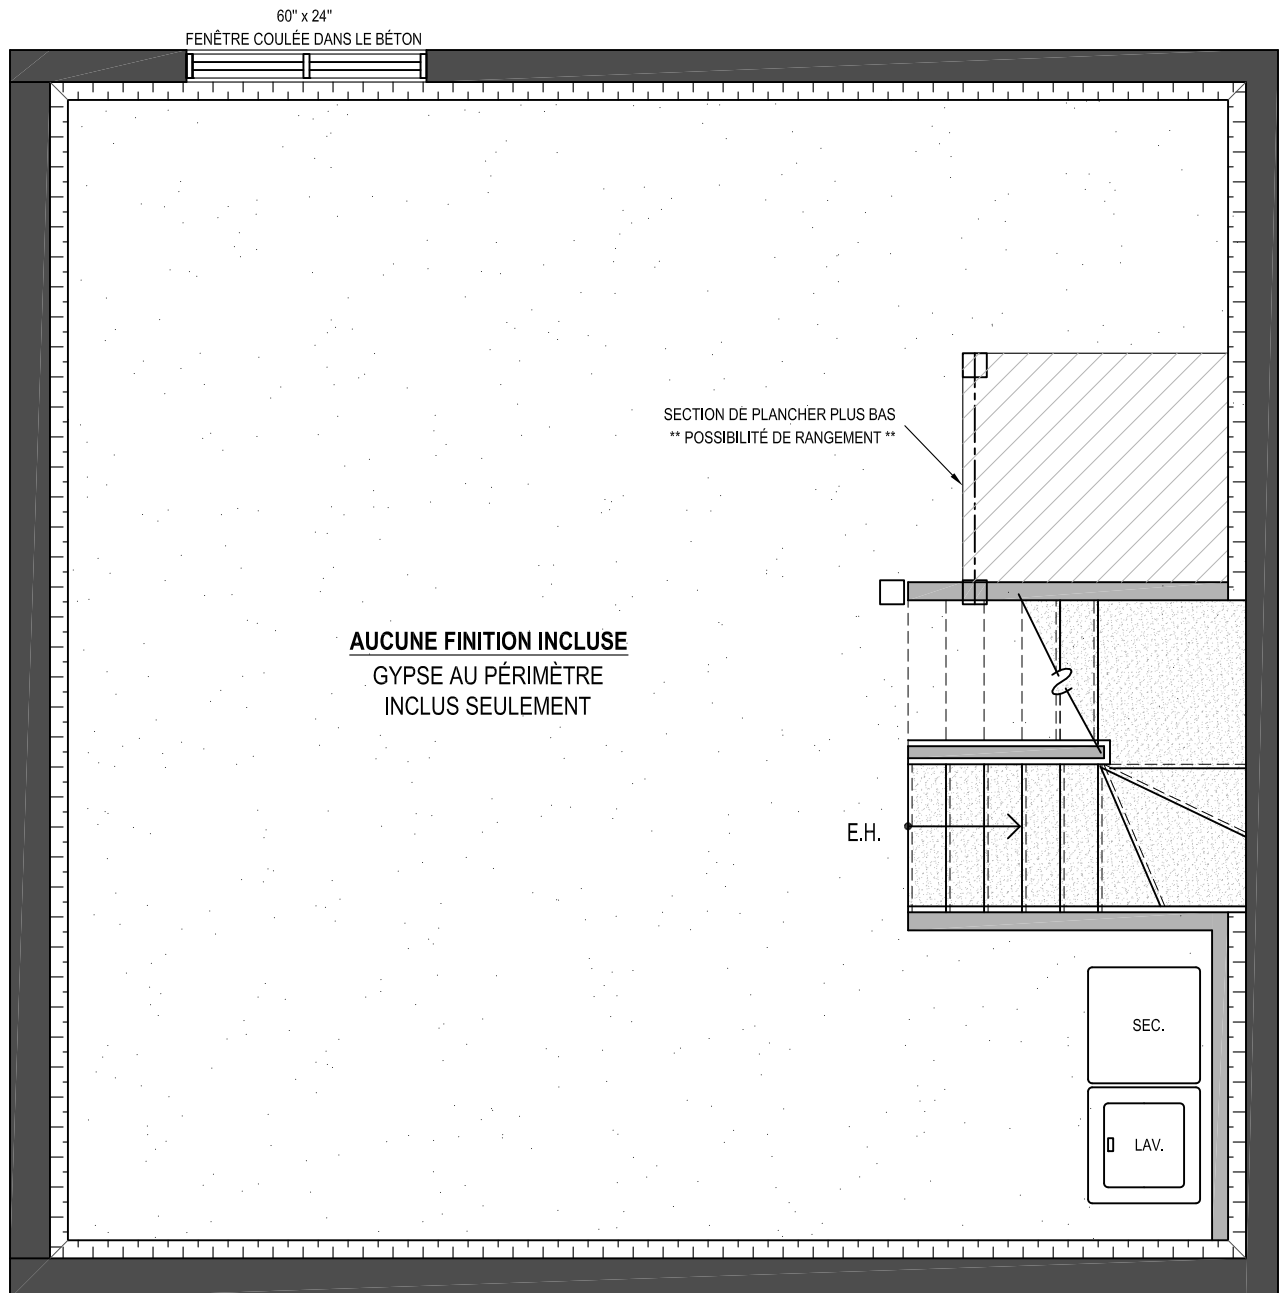 60" x 24"
FENÊTRE COULÉE DANS LE BÉTON
SECTION DE PLANCHER PLUS BAS
** POSSIBILITÉ DE RANGEMENT **
AUCUNE FINITION INCLUSE
GYPSE AU PÉRIMÈTRE
INCLUS SEULEMENT
E.H.
SEC.
LAV.